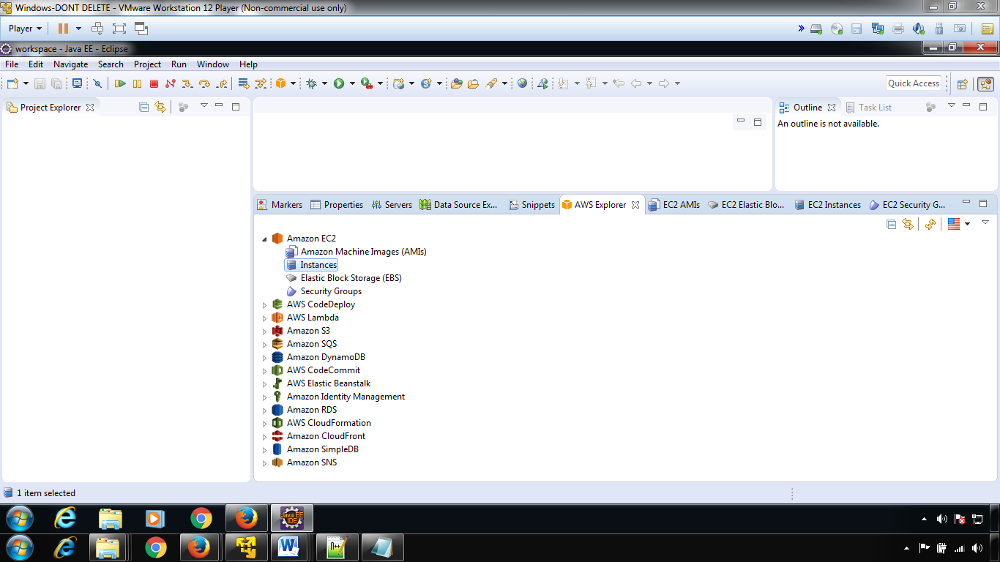 Windows-DONT DELETE - VMware Workstation 12 Player (Non-commercial use only)
Player
workspace - Java EE - Eclipse
File Edit Navigate Search Project Run Window Help
Quick Access
Project Explorer
Outline Task List
An outline is not available.
Markers Properties Servers Data Source Ex... Snippets AWS Explorer EC2 AMIs EC2 Elastic Blo... EC2 Instances EC2 Security G...
Amazon EC2
Amazon Machine Images (AMIs)
Instances
Elastic Block Storage (EBS)
Security Groups
AWS CodeDeploy
AWS Lambda
Amazon S3
Amazon SQS
Amazon DynamoDB
AWS CodeCommit
AWS Elastic Beanstalk
Amazon Identity Management
Amazon RDS
AWS CloudFormation
Amazon CloudFront
Amazon SimpleDB
Amazon SNS
1 item selected
Java EE
IDE